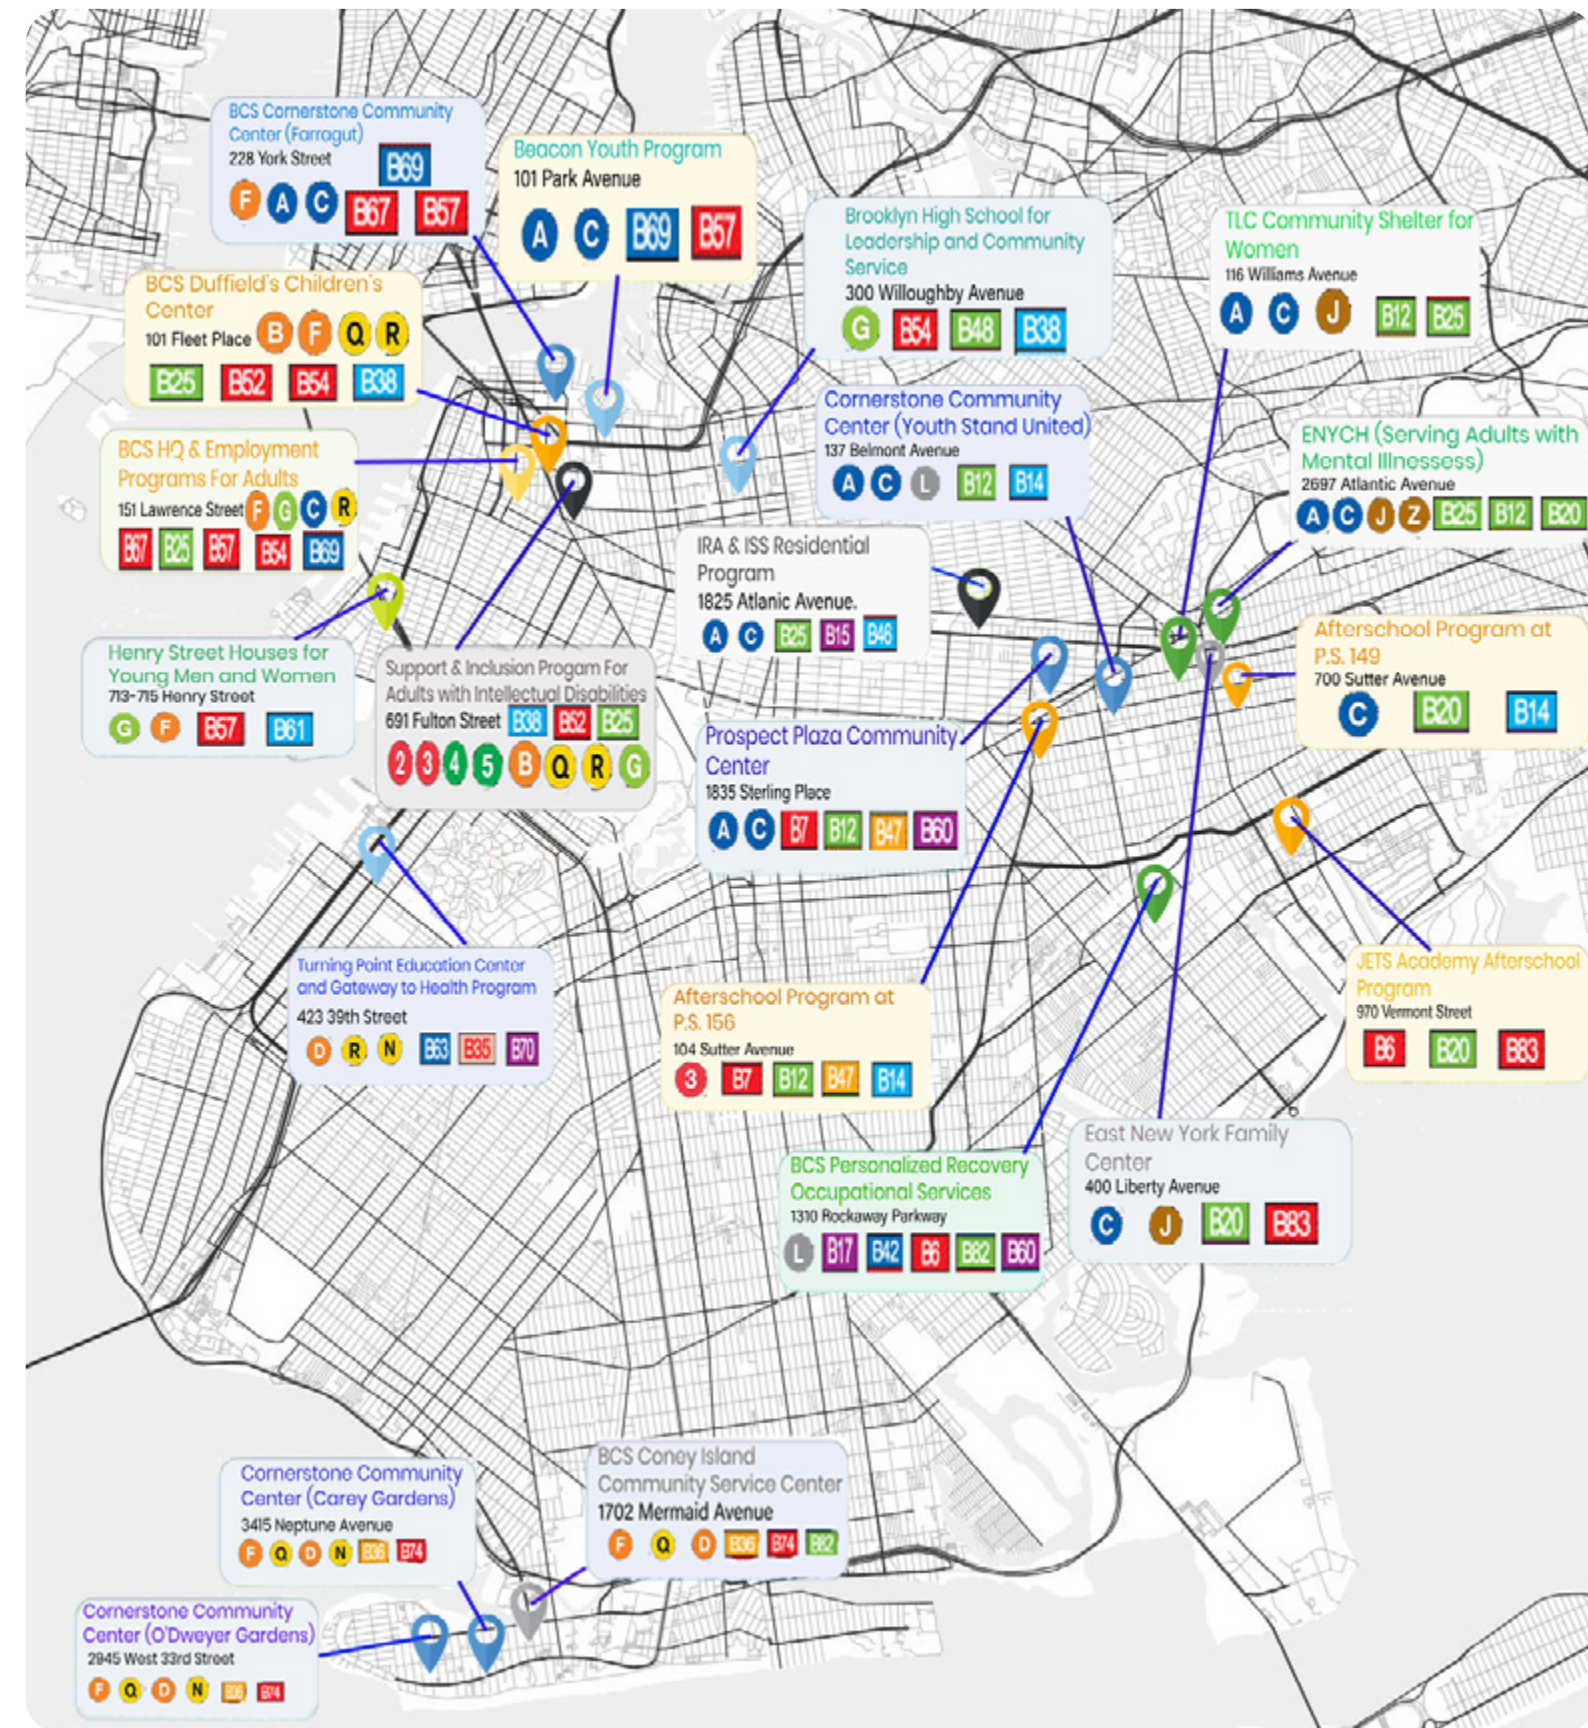 BCS Cornerstone Community
Center (Farragut)
228 York Street
B69
F A C B67 B57
Beacon Youth Program
101 Park Avenue
A C B69 B57
Brooklyn High School for
Leadership and Community
Service
300 Willoughby Avenue
G B54 B48 B38
TLC Community Shelter for
Women
116 Williams Avenue
A C J B12 B25
BCS Duffield's Children's
Center
101 Fleet Place B F Q R
B25 B52 B54 B38
Cornerstone Community
Center (Youth Stand United)
137 Belmont Avenue
A C L B12 B14
ENYCH (Serving Adults with
Mental Illnessess)
2697 Atlantic Avenue
A C J Z B25 B12 B20
BCS HQ & Employment
Programs For Adults
151 Lawrence Street F G C R
B67 B25 B57 B54 B69
IRA & ISS Residential
Program
1825 Atlanic Avenue.
A C B25 B15 B46
Afterschool Program at
P.S. 149
700 Sutter Avenue
C B20 B14
Henry Street Houses for
Young Men and Women
713-715 Henry Street
G F B57 B61
Support & Inclusion Progam For
Adults with Intellectual Disabilities
691 Fulton Street B38 B52 B25
2 3 4 5 B Q R G
Prospect Plaza Community
Center
1835 Sterling Place
A C B7 B12 B47 B60
Turning Point Education Center
and Gateway to Health Program
423 39th Street
D R N B63 B35 B70
Afterschool Program at
P.S. 156
104 Sutter Avenue
3 B7 B12 B47 B14
JETS Academy Afterschool
Program
970 Vermont Street
B6 B20 B83
BCS Personalized Recovery
Occupational Services
1310 Rockaway Parkway
L B17 B42 B6 B82 B60
East New York Family
Center
400 Liberty Avenue
C J B20 B83
Cornerstone Community
Center (Carey Gardens)
3415 Neptune Avenue
F Q D N B36 B74
BCS Coney Island
Community Service Center
1702 Mermaid Avenue
F Q D B36 B74 B82
Cornerstone Community
Center (O'Dweyer Gardens)
2945 West 33rd Street
F Q D N B36 B74